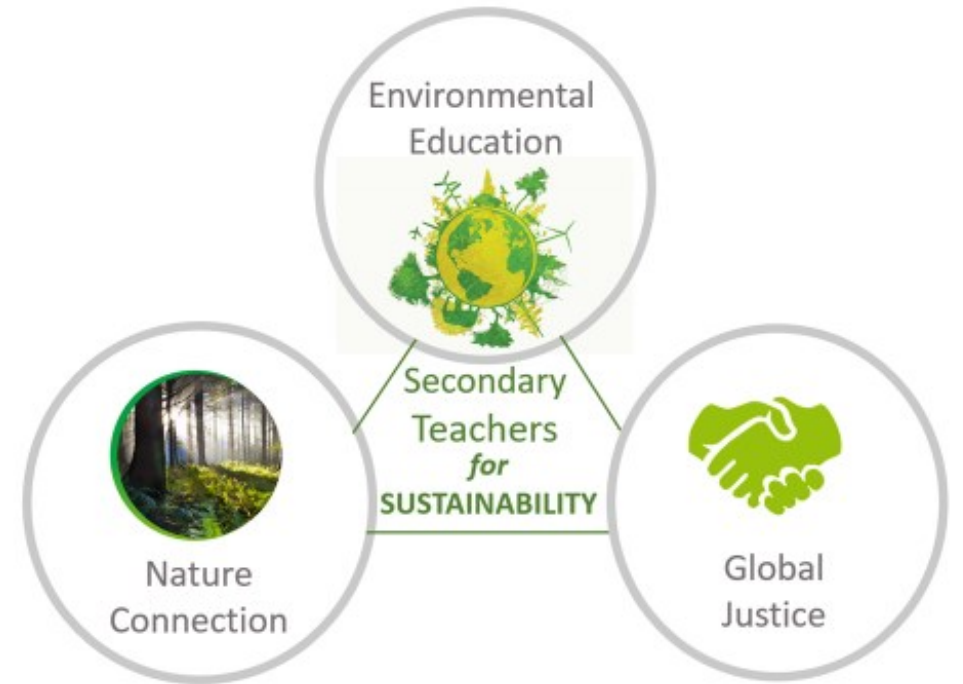 Environmental
Education
Secondary
Teachers
for
SUSTAINABILITY
Nature
Connection
Global
Justice